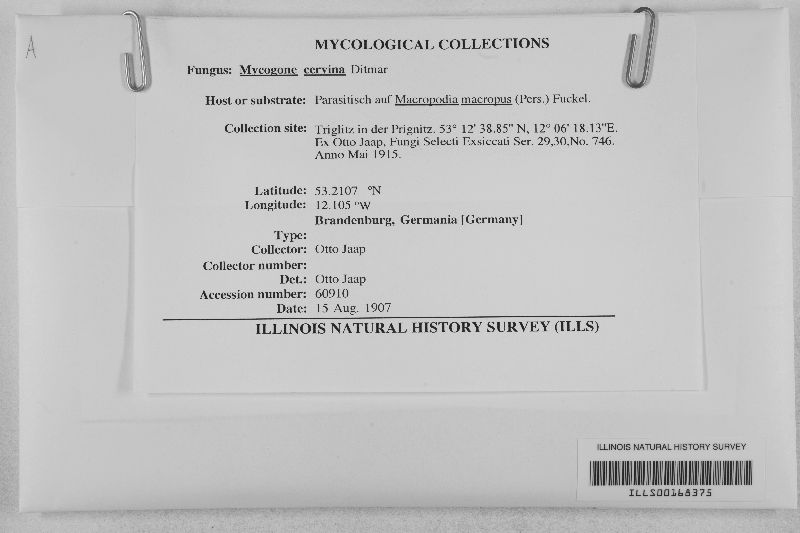 A
MYCOLOGICAL COLLECTIONS
Fungus: Mycogone cervina Ditmar
Host or substrate: Parasitisch auf Macropodia macropus (Pers.) Fuckel.
Collection site: Triglitz in der Prignitz. 53° 12' 38.85" N, 12° 06' 18.13"E.
Ex Otto Jaap, Fungi Selecti Exsiccati Ser. 29,30,No. 746.
Anno Mai 1915.
Latitude: 53.2107 °N
Longitude: 12.105 °W
Brandenburg, Germania [Germany]
Type:
Collector: Otto Jaap
Collector number:
Det.: Otto Jaap
Accession number: 60910
Date: 15 Aug. 1907
ILLINOIS NATURAL HISTORY SURVEY (ILLS)
ILLINOIS NATURAL HISTORY SURVEY
ILLS00168375